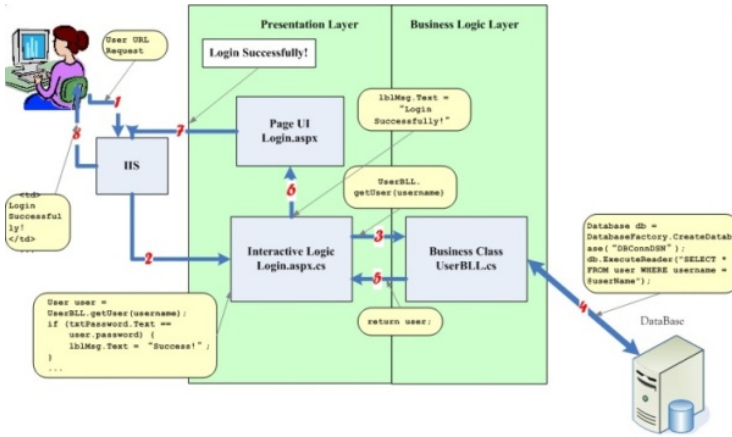 Presentation Layer
Business Logic Layer
User URL
Request
Login Successfully!
1
8
7
Page UI
Login.aspx
lblMsg.Text =
"Login
Successfully!"
IIS
6
UserBLL.
getUser(username)
<td>
Login
Successful
ly!
</td>
...
2
Interactive Logic
Login.aspx.cs
3
5
Business Class
UserBLL.cs
Database db =
DatabaseFactory.CreateDatab
ase( "DBConnDSN" );
db.ExecuteReader("SELECT *
FROM user WHERE username =
@userName");
4
User user =
UserBLL.getUser(username);
if (txtPassword.Text ==
user.password) {
lblMsg.Text = "Success!" ;
}
...
return user;
DataBase